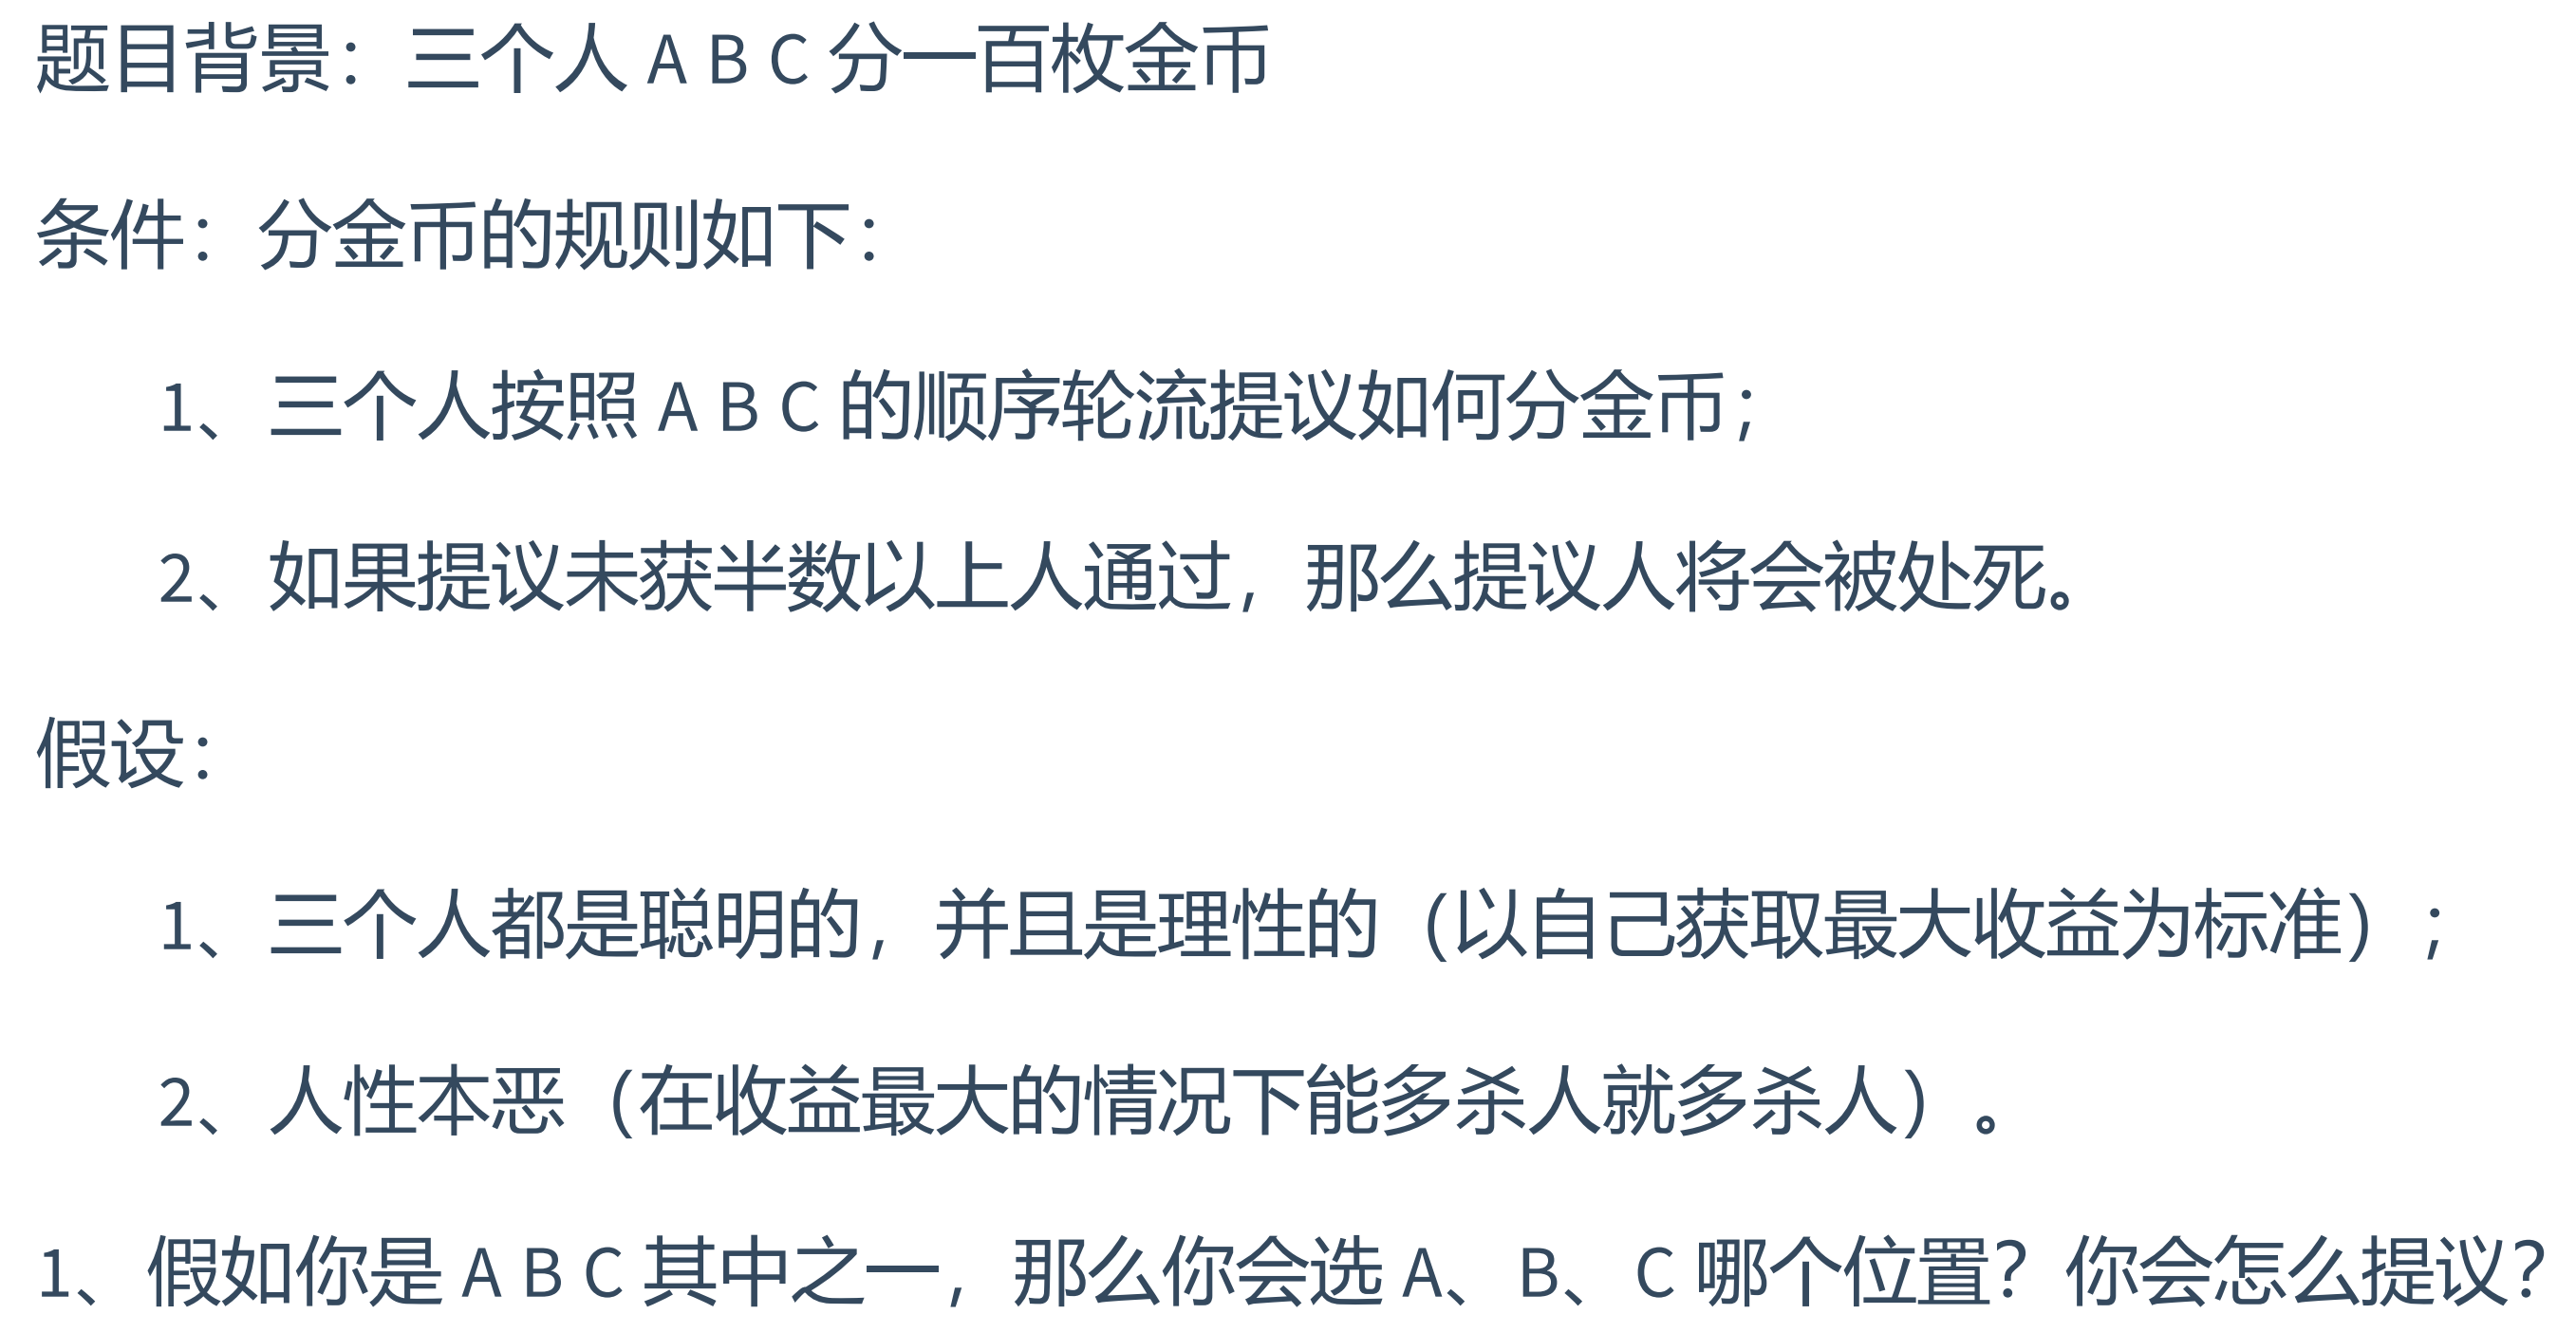 题目背景：三个人 A B C 分一百枚金币
条件：分金币的规则如下：
1、三个人按照 A B C 的顺序轮流提议如何分金币；
2、如果提议未获半数以上人通过，那么提议人将会被处死。
假设：
1、三个人都是聪明的，并且是理性的（以自己获取最大收益为标准）；
2、人性本恶（在收益最大的情况下能多杀人就多杀人）。
1、假如你是 A B C 其中之一，那么你会选 A、B、C 哪个位置？你会怎么提议？